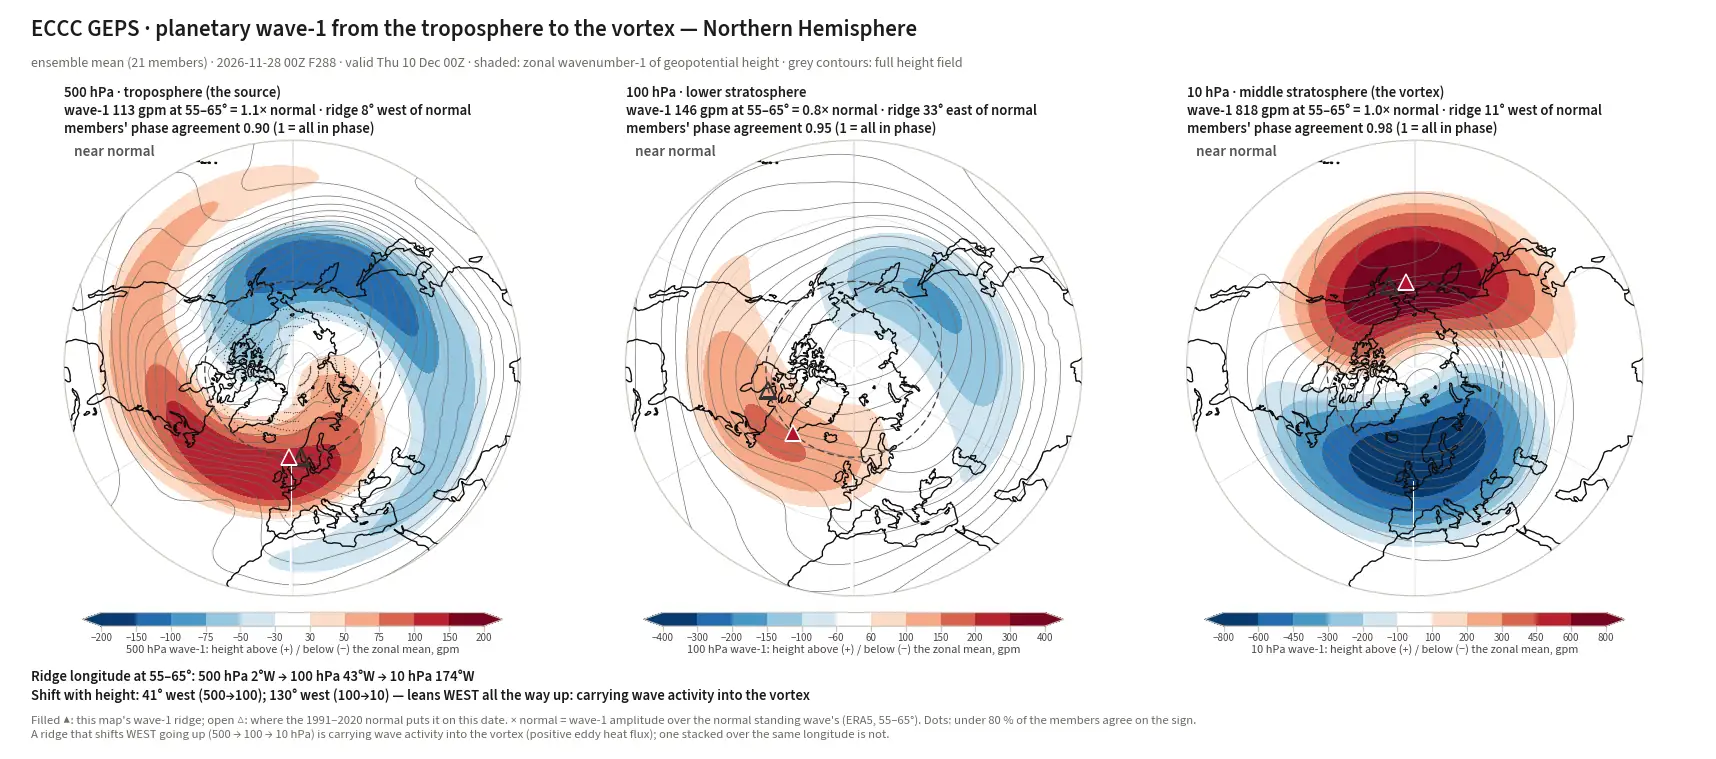 ECCC GEPS · planetary wave-1 from the troposphere to the vortex — Northern Hemisphere
ensemble mean (21 members) · 2026-11-28 00Z F288 · valid Thu 10 Dec 00Z · shaded: zonal wavenumber-1 of geopotential height · grey contours: full height field
500 hPa · troposphere (the source)
wave-1 113 gpm at 55–65° = 1.1× normal · ridge 8° west of normal
members' phase agreement 0.90 (1 = all in phase)
near normal
100 hPa · lower stratosphere
wave-1 146 gpm at 55–65° = 0.8× normal · ridge 33° east of normal
members' phase agreement 0.95 (1 = all in phase)
near normal
10 hPa · middle stratosphere (the vortex)
wave-1 818 gpm at 55–65° = 1.0× normal · ridge 11° west of normal
members' phase agreement 0.98 (1 = all in phase)
near normal
−200 −150 −100 −75 −50 −30 30 50 75 100 150 200
500 hPa wave-1: height above (+) / below (−) the zonal mean, gpm
−400 −300 −200 −150 −100 −60 60 100 150 200 300 400
100 hPa wave-1: height above (+) / below (−) the zonal mean, gpm
−800 −600 −450 −300 −200 −100 100 200 300 450 600 800
10 hPa wave-1: height above (+) / below (−) the zonal mean, gpm
Ridge longitude at 55–65°: 500 hPa 2°W → 100 hPa 43°W → 10 hPa 174°W
Shift with height: 41° west (500→100); 130° west (100→10) — leans WEST all the way up: carrying wave activity into the vortex
Filled ▲: this map's wave-1 ridge; open △: where the 1991–2020 normal puts it on this date. × normal = wave-1 amplitude over the normal standing wave's (ERA5, 55–65°). Dots: under 80 % of the members agree on the sign.
A ridge that shifts WEST going up (500 → 100 → 10 hPa) is carrying wave activity into the vortex (positive eddy heat flux); one stacked over the same longitude is not.